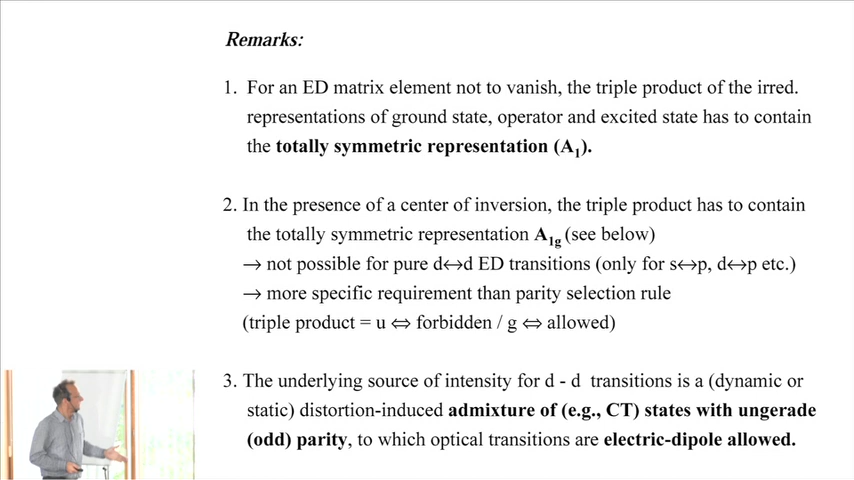 Remarks:
1. For an ED matrix element not to vanish, the triple product of the irred.
representations of ground state, operator and excited state has to contain
the totally symmetric representation (A1).
2. In the presence of a center of inversion, the triple product has to contain
the totally symmetric representation A1g (see below)
→ not possible for pure d↔d ED transitions (only for s↔p, d↔p etc.)
→ more specific requirement than parity selection rule
(triple product = u ⇔ forbidden / g ⇔ allowed)
3. The underlying source of intensity for d - d transitions is a (dynamic or
static) distortion-induced admixture of (e.g., CT) states with ungerade
(odd) parity, to which optical transitions are electric-dipole allowed.